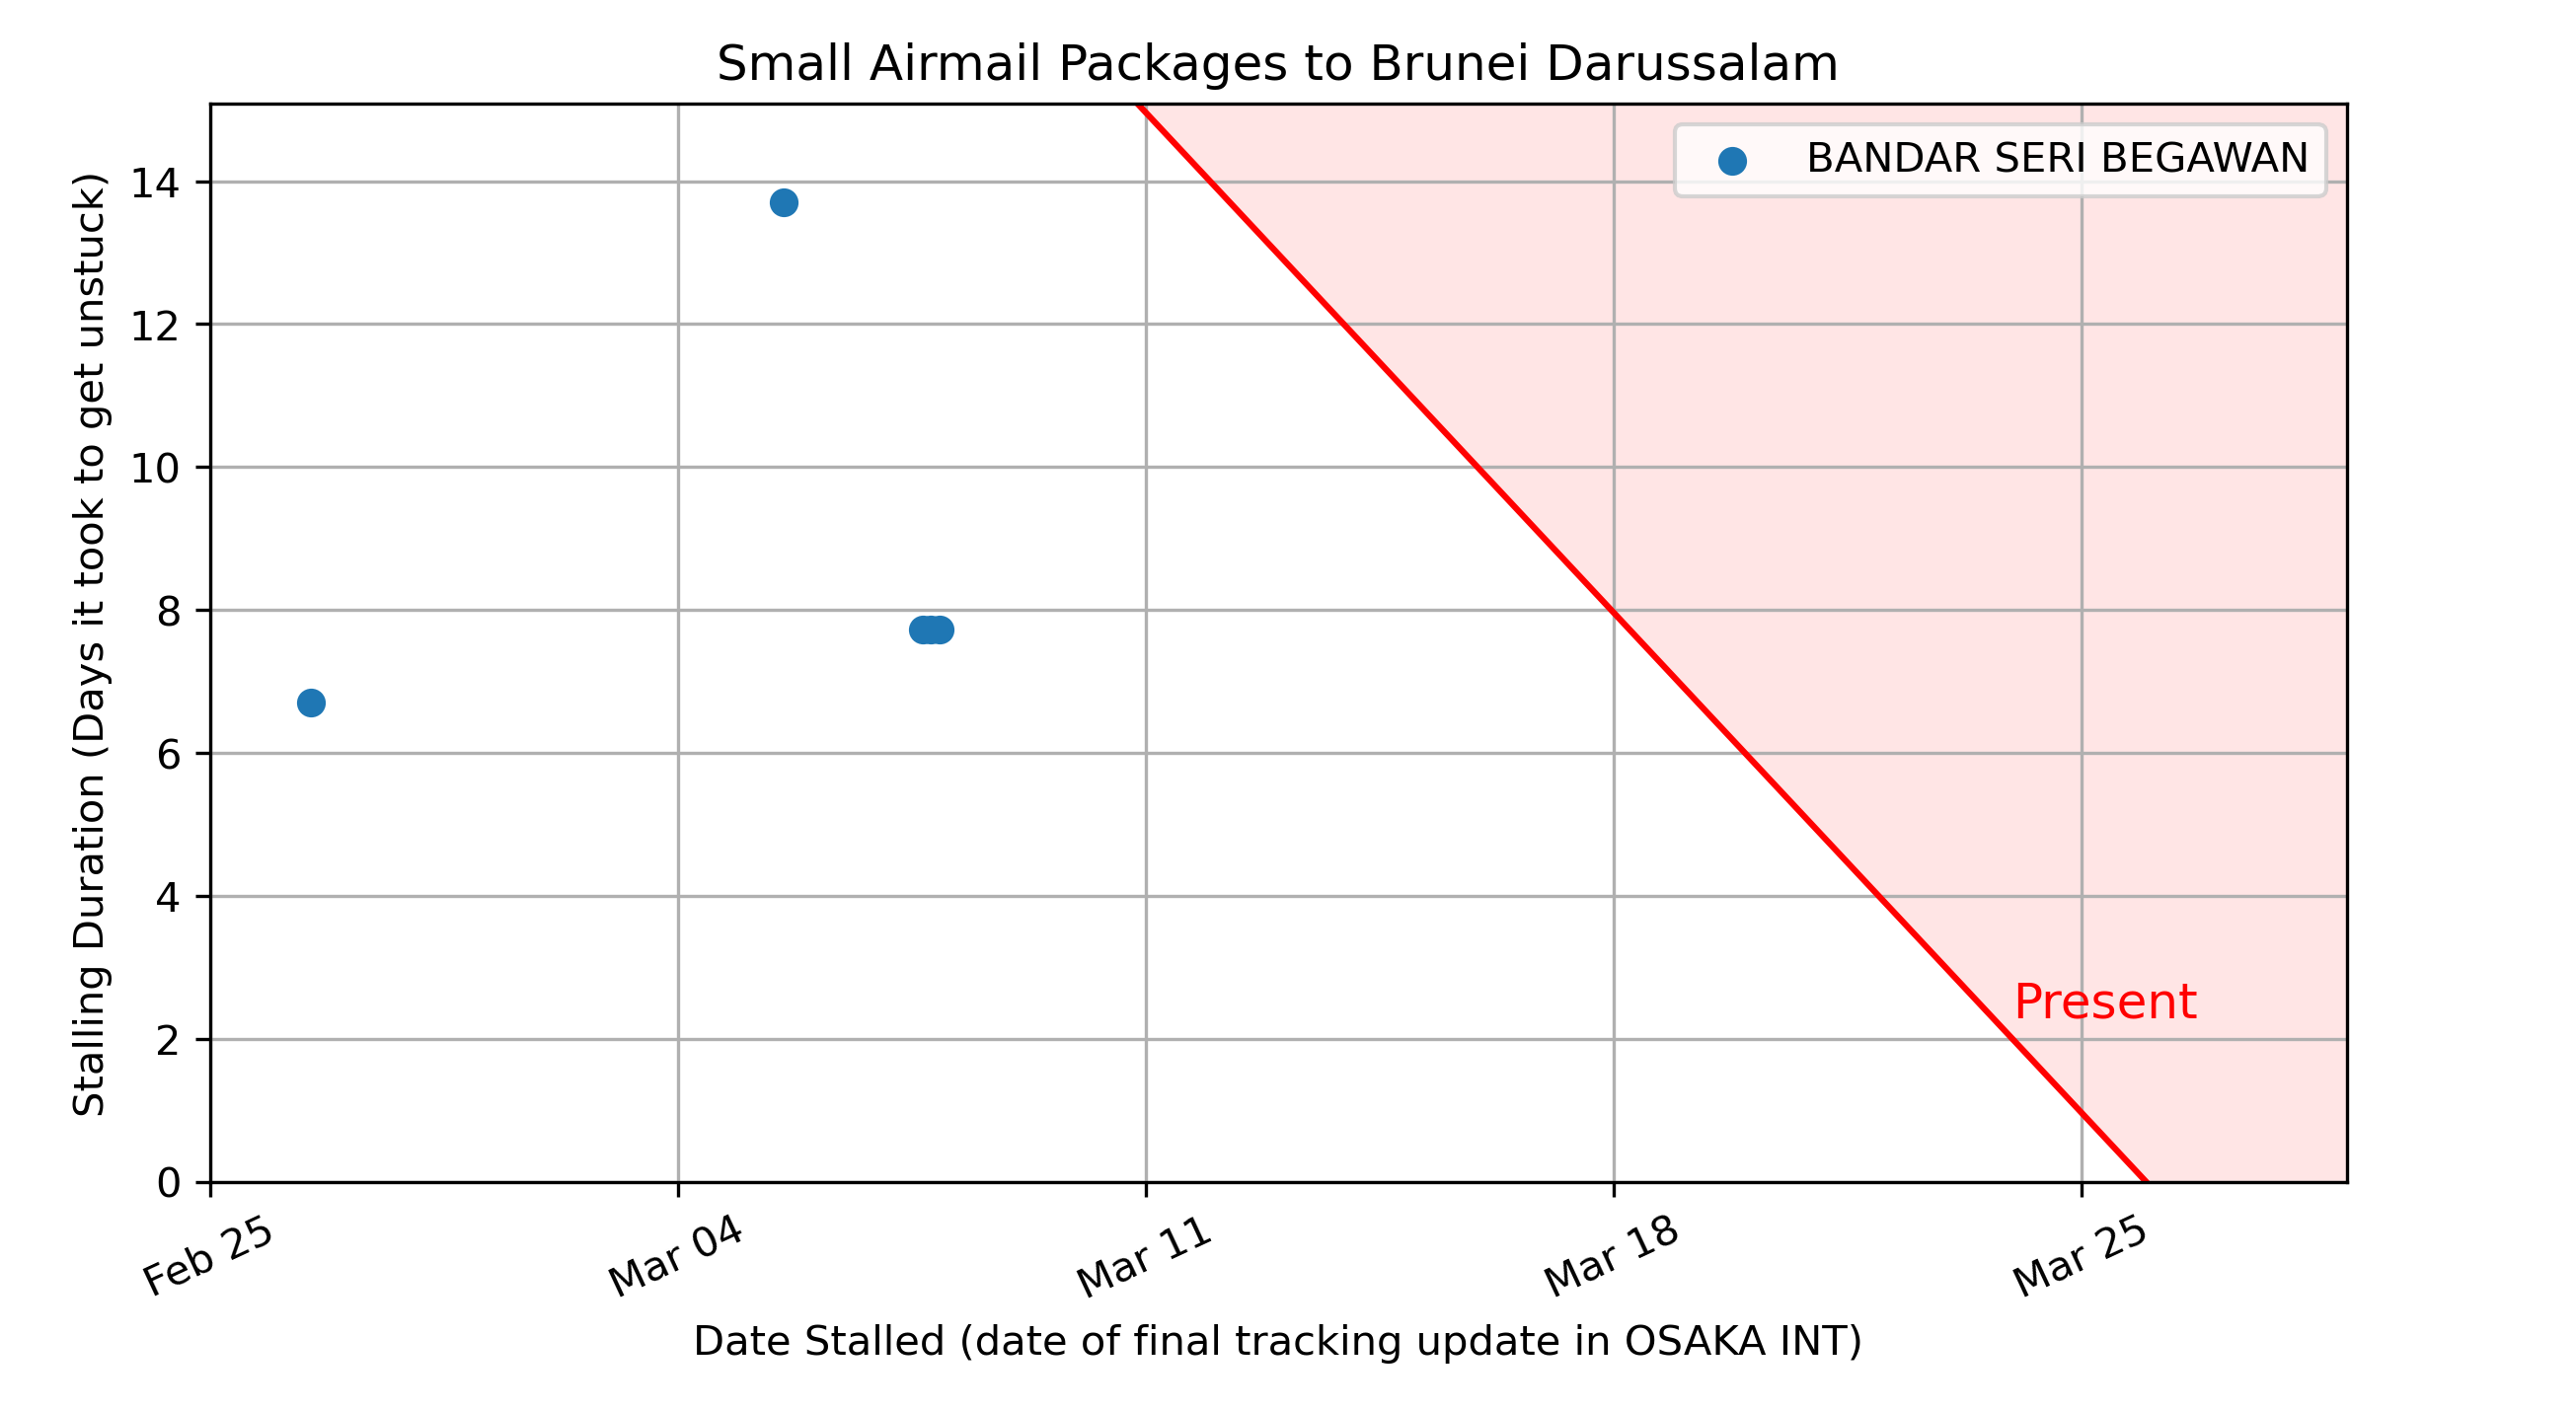 Small Airmail Packages to Brunei Darussalam
BANDAR SERI BEGAWAN
Stalling Duration (Days it took to get unstuck)
14
12
10
8
6
4
2
0
Present
Feb 25
Mar 04
Mar 11
Mar 18
Mar 25
Date Stalled (date of final tracking update in OSAKA INT)